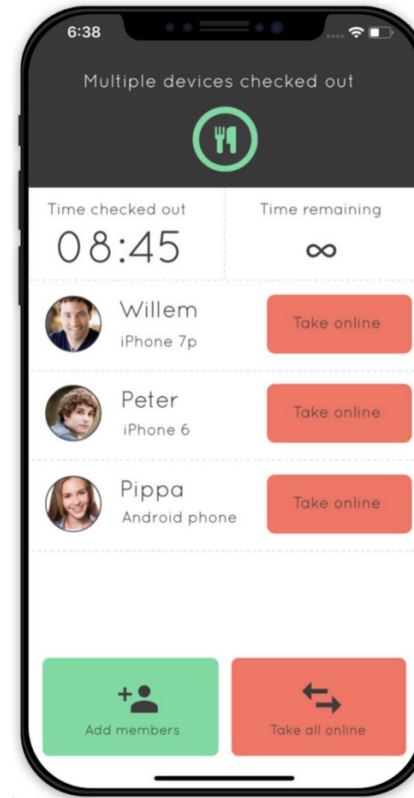 6:38
Multiple devices checked out
Time checked out
Time remaining
08:45
∞
Willem
iPhone 7p
Take online
Peter
iPhone 6
Take online
Pippa
Android phone
Take online
Add members
Take all online